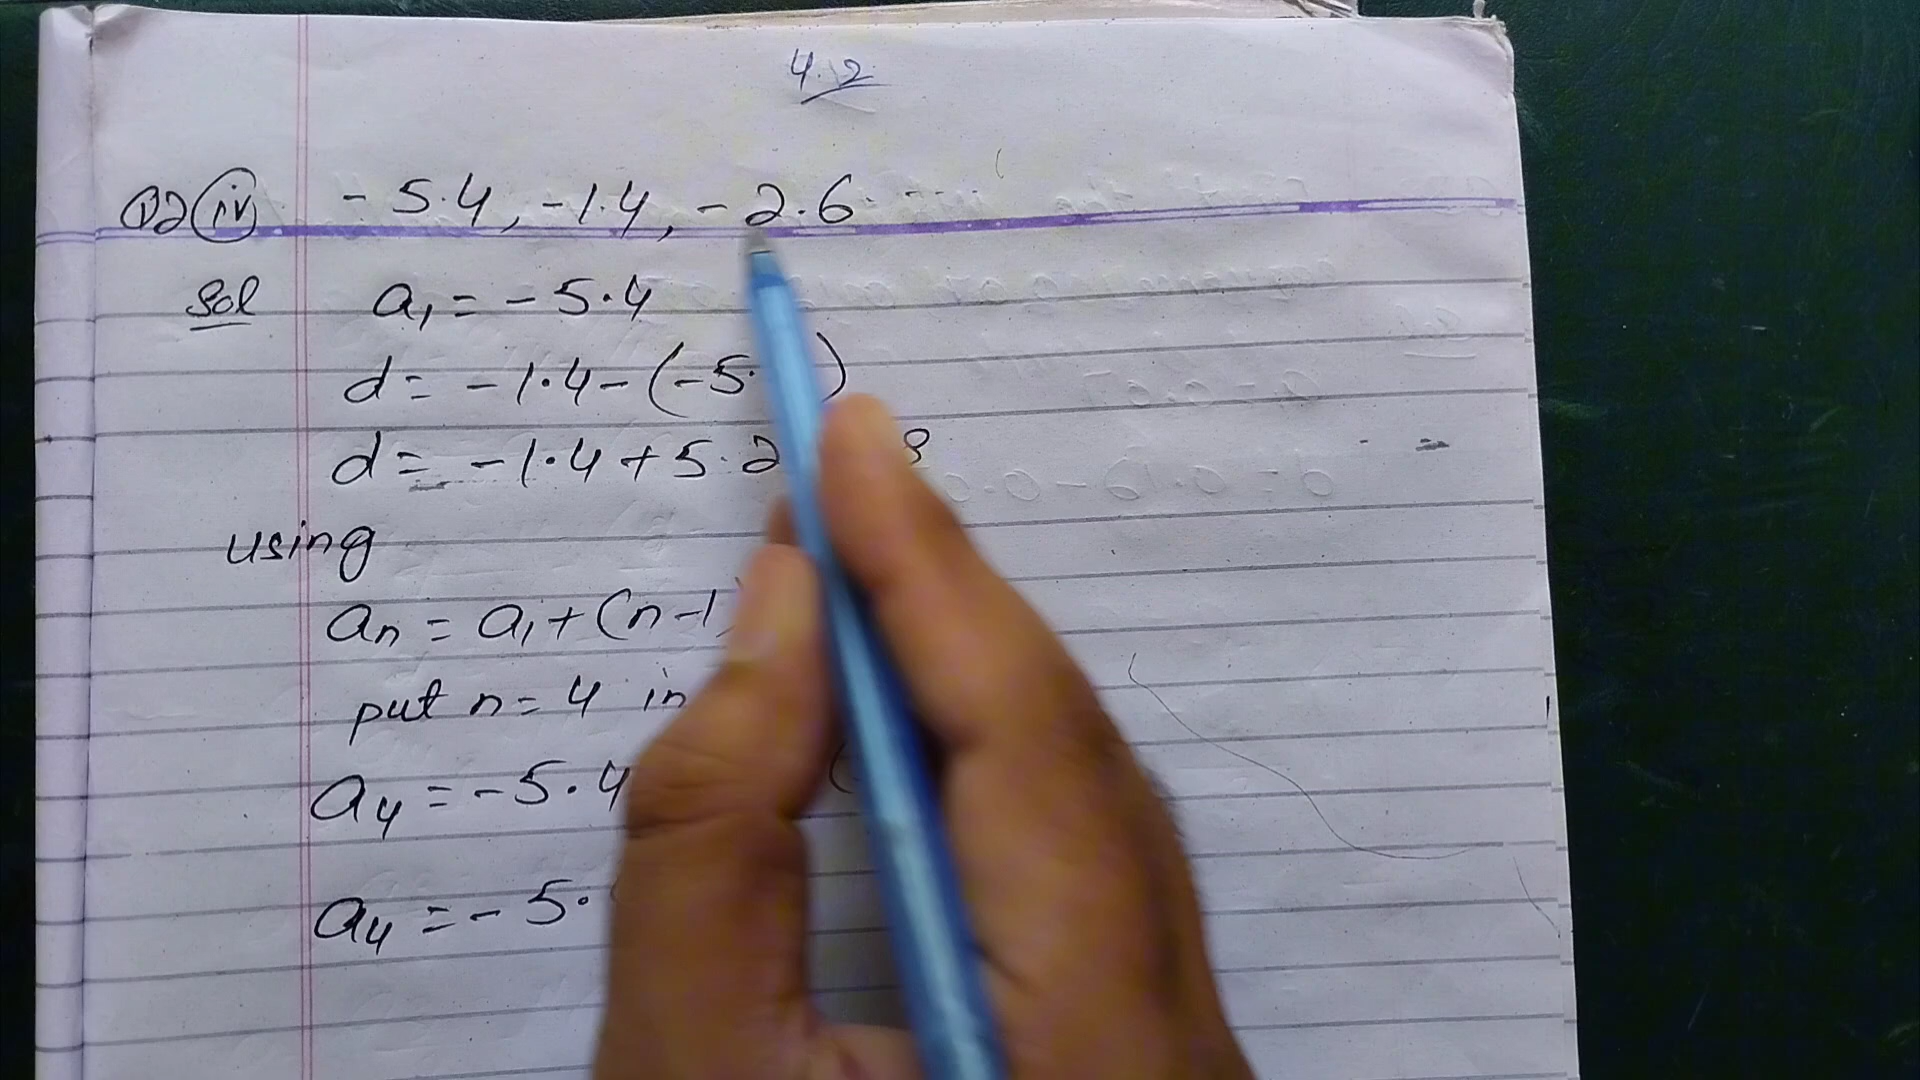 4.2
Q2 (iv) - 5.4, -1.4, - 2.6 ....
Sol a1 = - 5.4
d = - 1.4 - (-5. )
d = - 1.4 + 5.2
using
an = a1 + (n-1)
put n = 4 in
a4 = - 5.4
a4 = - 5.